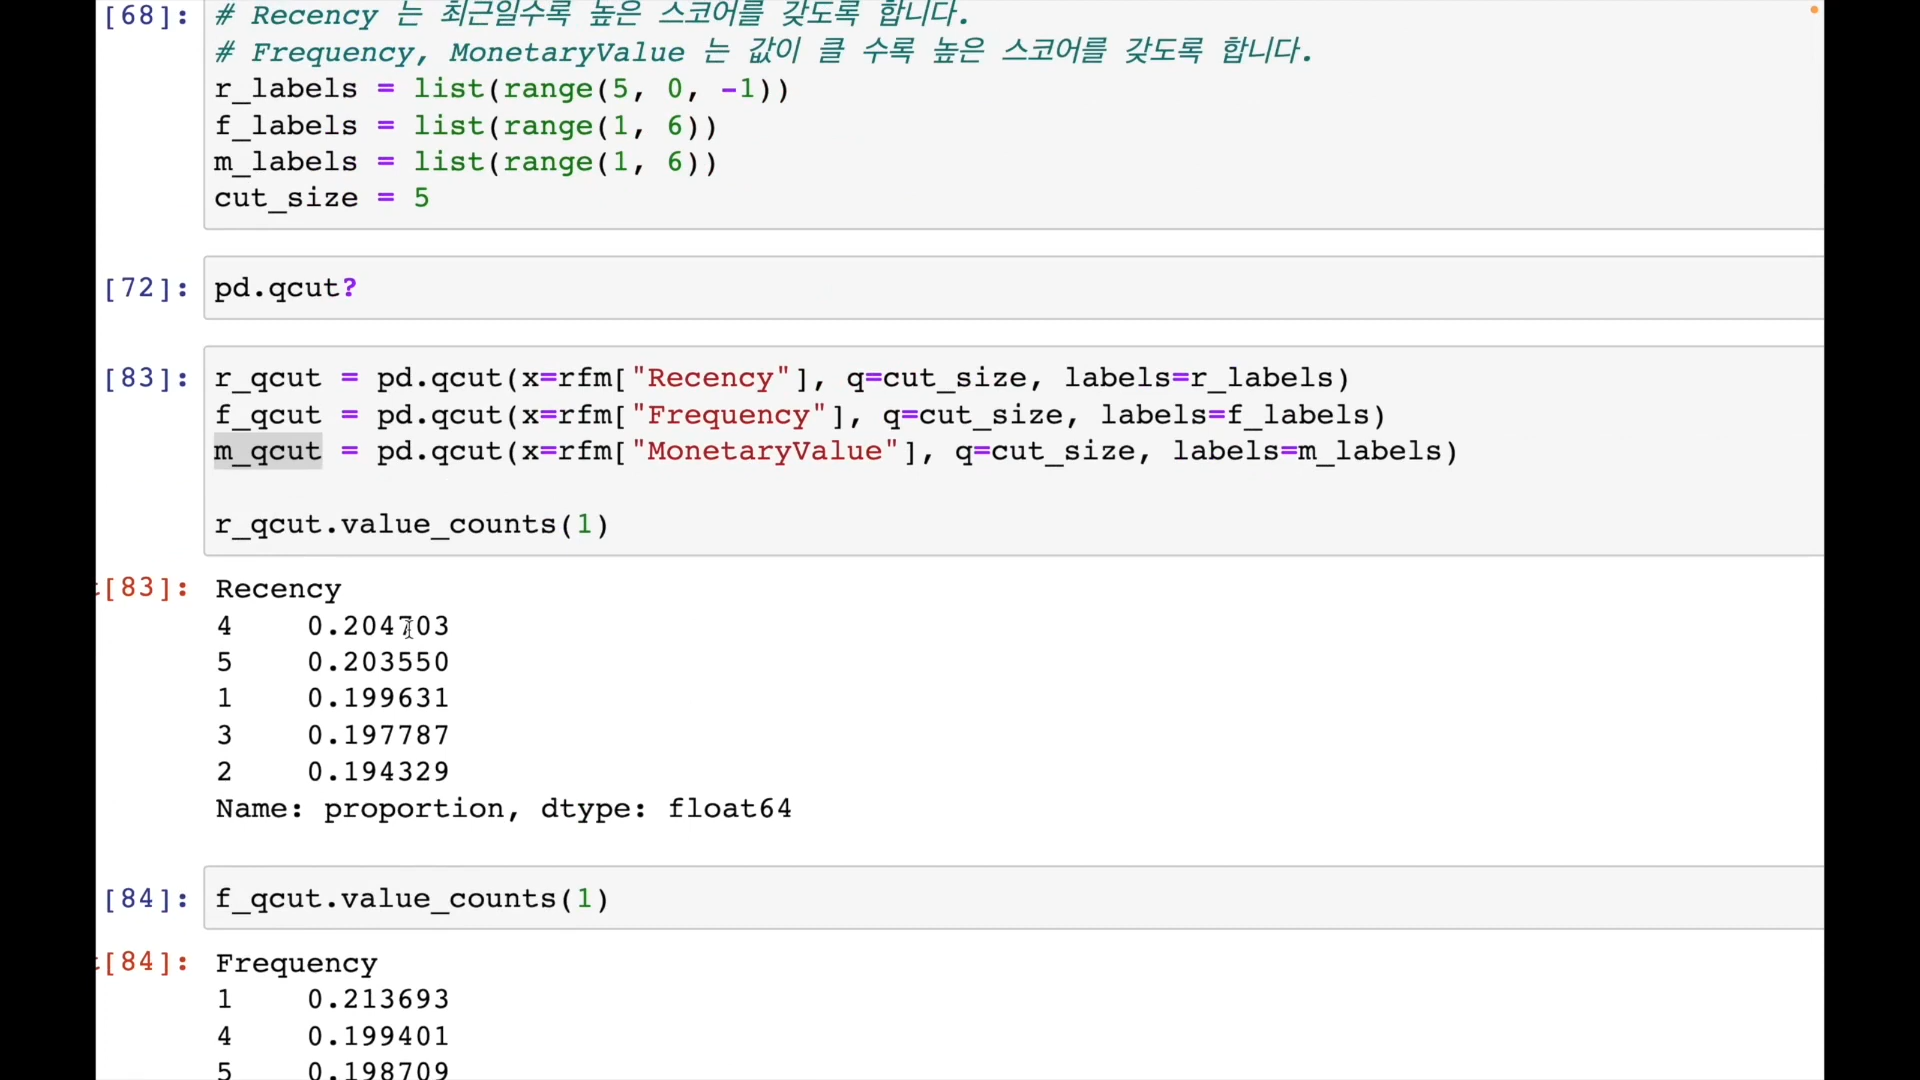 [68]: # Recency 는 최근일수록 높은 스코어를 갖도록 합니다.
# Frequency, MonetaryValue 는 값이 클 수록 높은 스코어를 갖도록 합니다.
r_labels = list(range(5, 0, -1))
f_labels = list(range(1, 6))
m_labels = list(range(1, 6))
cut_size = 5
[72]: pd.qcut?
[83]: r_qcut = pd.qcut(x=rfm["Recency"], q=cut_size, labels=r_labels)
f_qcut = pd.qcut(x=rfm["Frequency"], q=cut_size, labels=f_labels)
m_qcut = pd.qcut(x=rfm["MonetaryValue"], q=cut_size, labels=m_labels)
r_qcut.value_counts(1)
t[83]: Recency
4 0.204703
5 0.203550
1 0.199631
3 0.197787
2 0.194329
Name: proportion, dtype: float64
[84]: f_qcut.value_counts(1)
t[84]: Frequency
1 0.213693
4 0.199401
5 0.198709